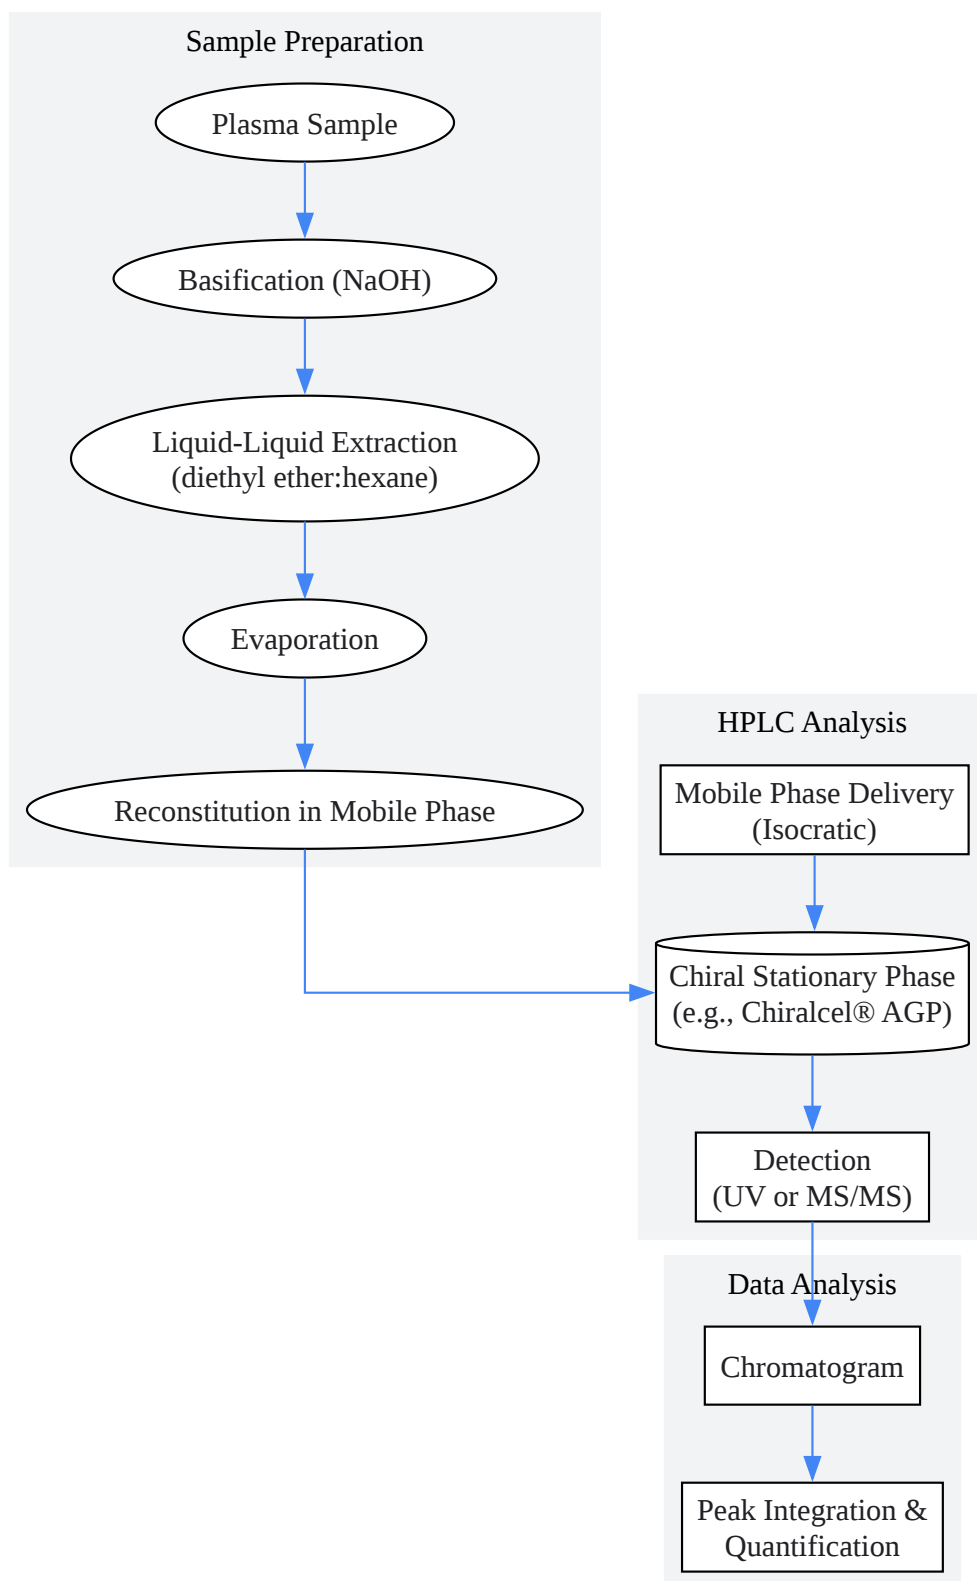 Sample Preparation
Plasma Sample
Basification (NaOH)
Liquid-Liquid Extraction
(diethyl ether:hexane)
Evaporation
Reconstitution in Mobile Phase
HPLC Analysis
Mobile Phase Delivery
(Isocratic)
Chiral Stationary Phase
(e.g., Chiralcel® AGP)
Detection
(UV or MS/MS)
Data Analysis
Chromatogram
Peak Integration &
Quantification